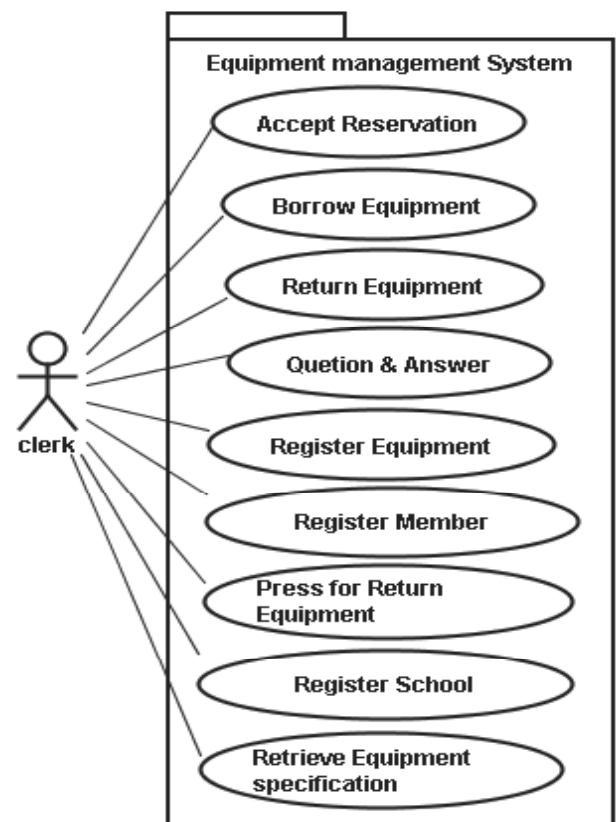 Equipment management System
Accept Reservation
Borrow Equipment
Return Equipment
Quetion & Answer
clerk
Register Equipment
Register Member
Press for Return
Equipment
Register School
Retrieve Equipment
specification